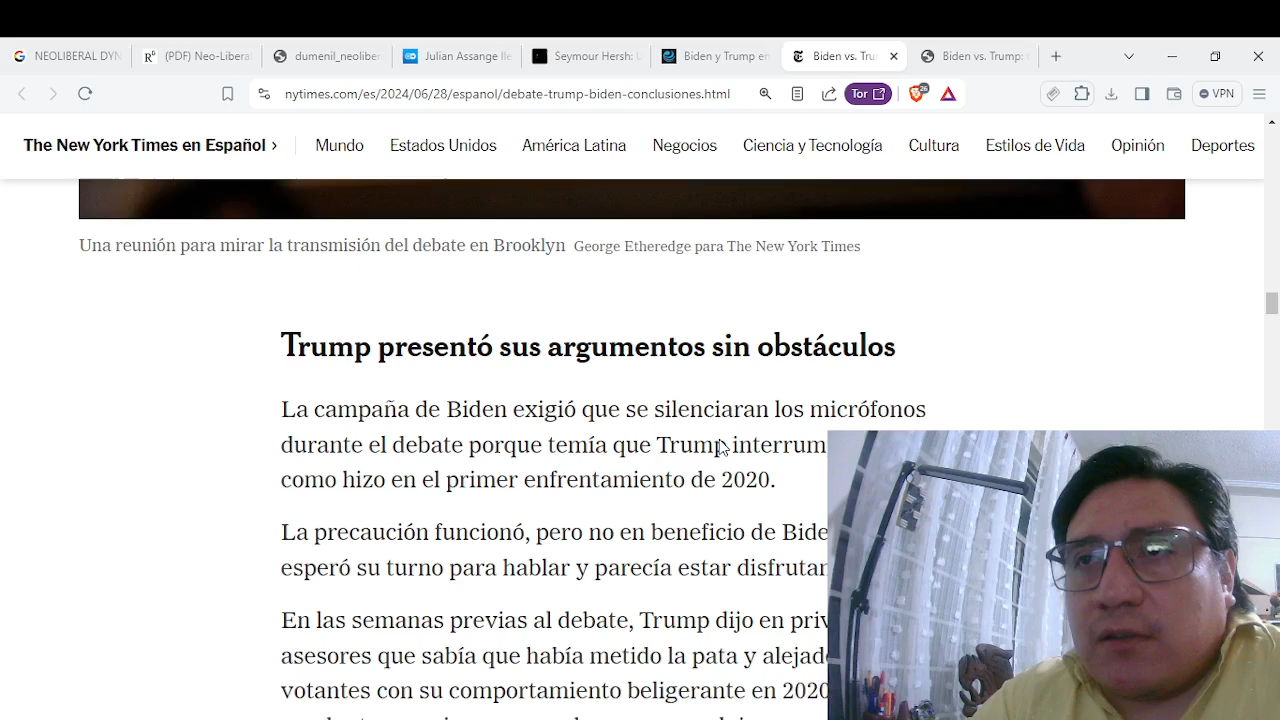 NEOLIBERAL DYN
(PDF) Neo-Liberal
dumenil_neolibe
Julian Assange lle
Seymour Hersh: U
Biden y Trump en
Biden vs. Tru
Biden vs. Trump:
nytimes.com/es/2024/06/28/espanol/debate-trump-biden-conclusiones.html
Tor
26
VPN
The New York Times en Español ›
Mundo
Estados Unidos
América Latina
Negocios
Ciencia y Tecnología
Cultura
Estilos de Vida
Opinión
Deportes
Una reunión para mirar la transmisión del debate en Brooklyn George Etheredge para The New York Times
Trump presentó sus argumentos sin obstáculos
La campaña de Biden exigió que se silenciaran los micrófonos
durante el debate porque temía que Trump interrum
como hizo en el primer enfrentamiento de 2020.
La precaución funcionó, pero no en beneficio de Bide
esperó su turno para hablar y parecía estar disfrutan
En las semanas previas al debate, Trump dijo en priv
asesores que sabía que había metido la pata y alejad
votantes con su comportamiento beligerante en 2020